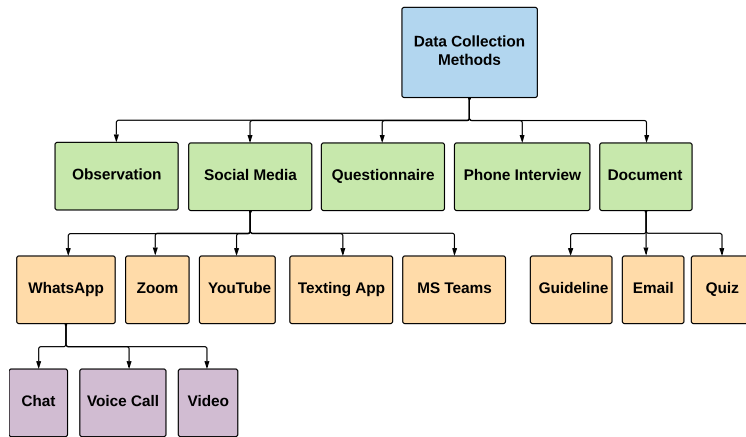 Data Collection
Methods
Observation
Social Media
Questionnaire
Phone Interview
Document
WhatsApp
Zoom
YouTube
Texting App
MS Teams
Guideline
Email
Quiz
Chat
Voice Call
Video